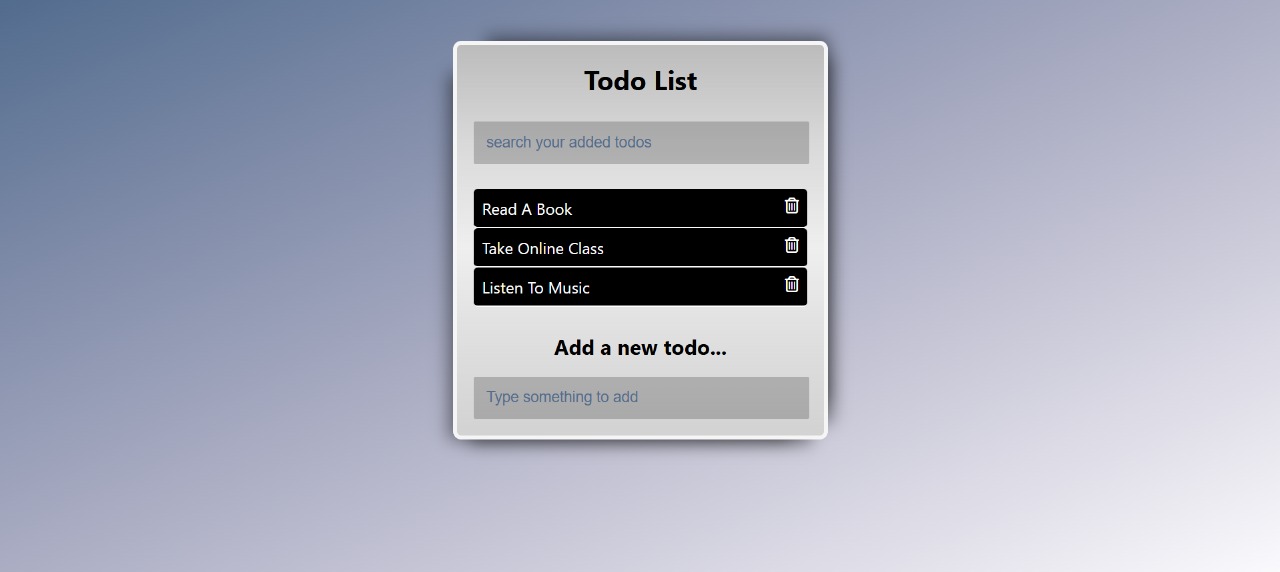 Todo List
search your added todos
Read A Book
Take Online Class
Listen To Music
Add a new todo...
Type something to add